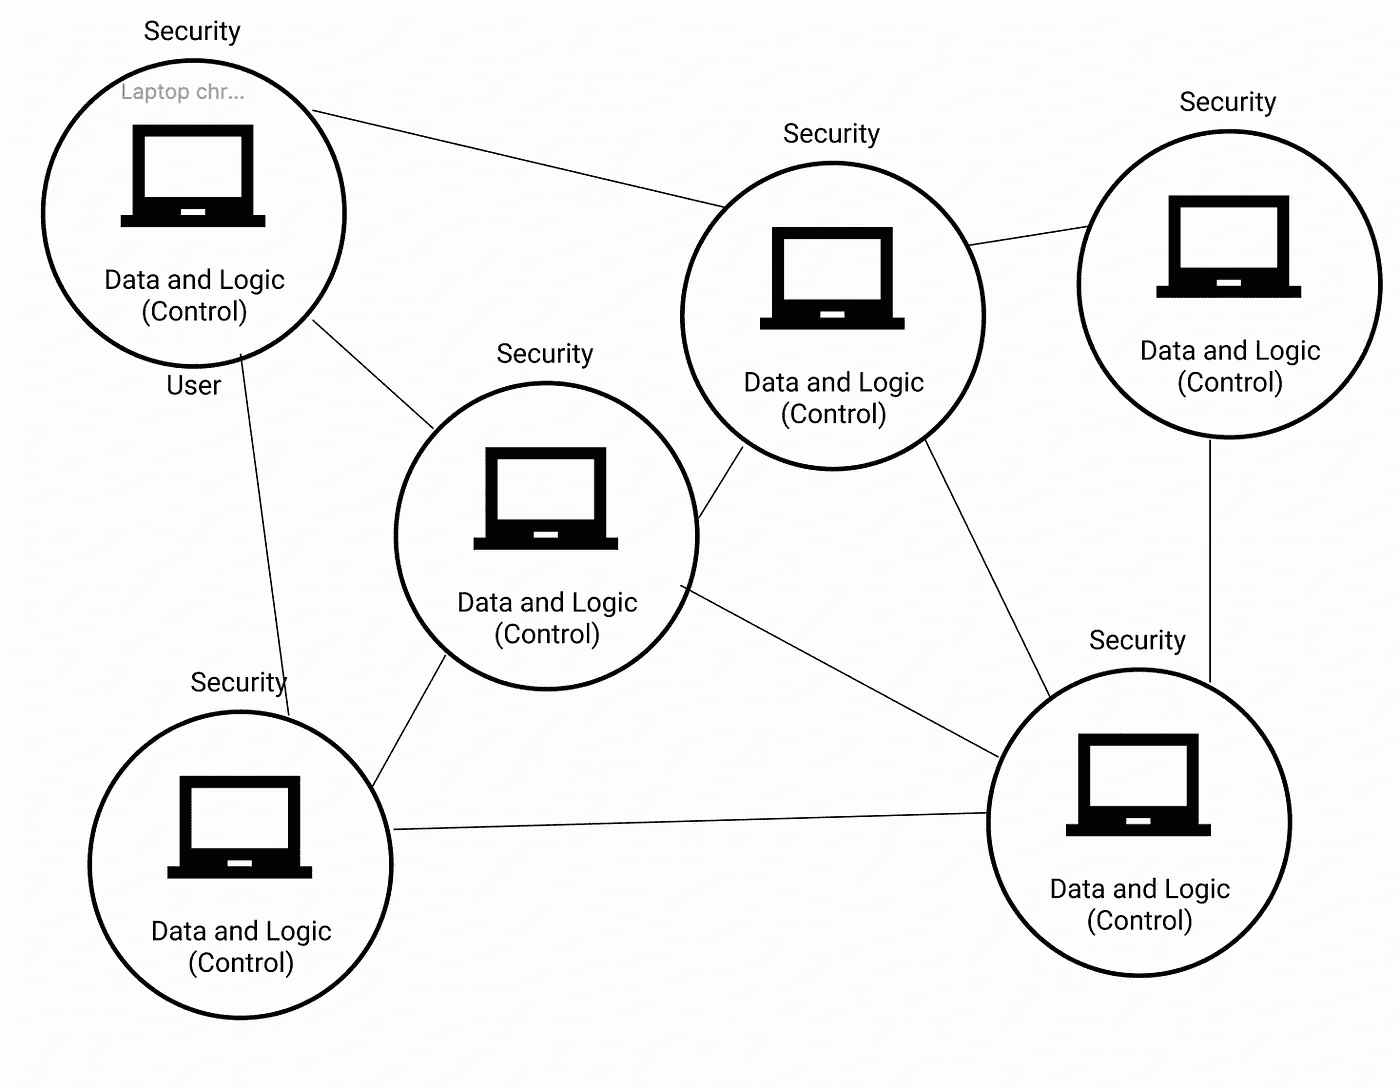 Security
Laptop chr...
Data and Logic
(Control)
User
Security
Data and Logic
(Control)
Security
Data and Logic
(Control)
Security
Data and Logic
(Control)
Security
Data and Logic
(Control)
Security
Data and Logic
(Control)